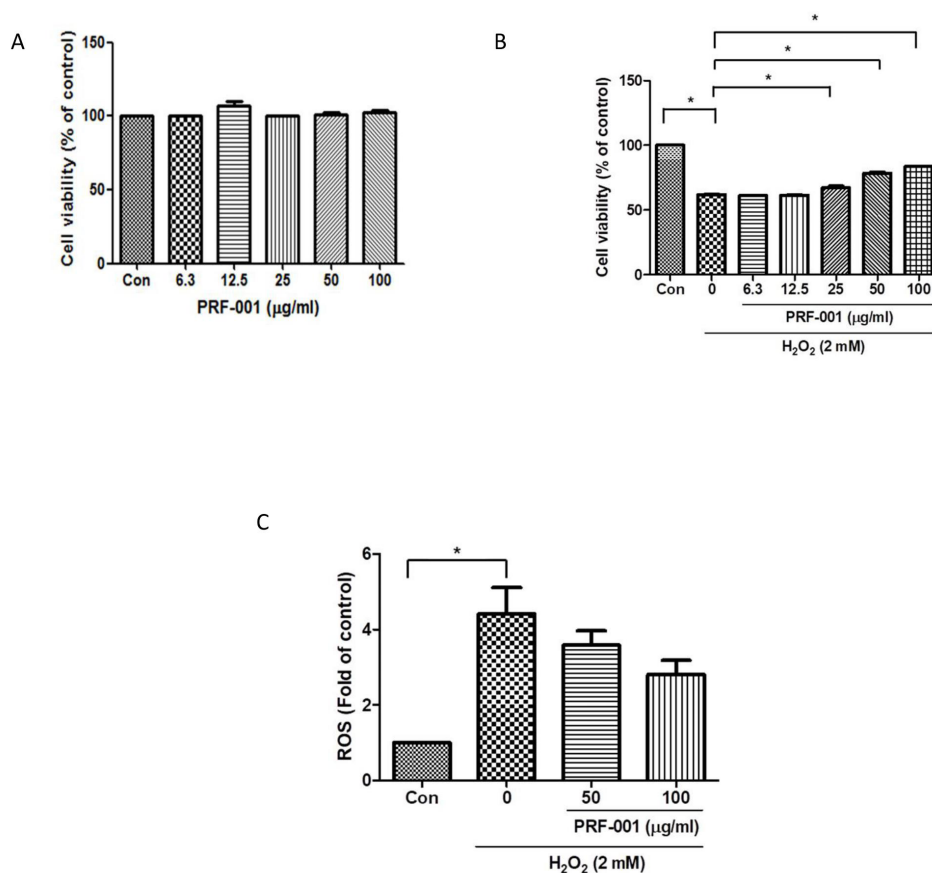 A
Cell viability (% of control)
150
100
50
0
Con 6.3 12.5 25 50 100
PRF-001 (μg/ml)
B
*
*
*
*
Cell viability (% of control)
150
100
50
0
Con 0 6.3 12.5 25 50 100
PRF-001 (μg/ml)
H₂O₂ (2 mM)
C
*
ROS (Fold of control)
6
4
2
0
Con 0 50 100
PRF-001 (μg/ml)
H₂O₂ (2 mM)